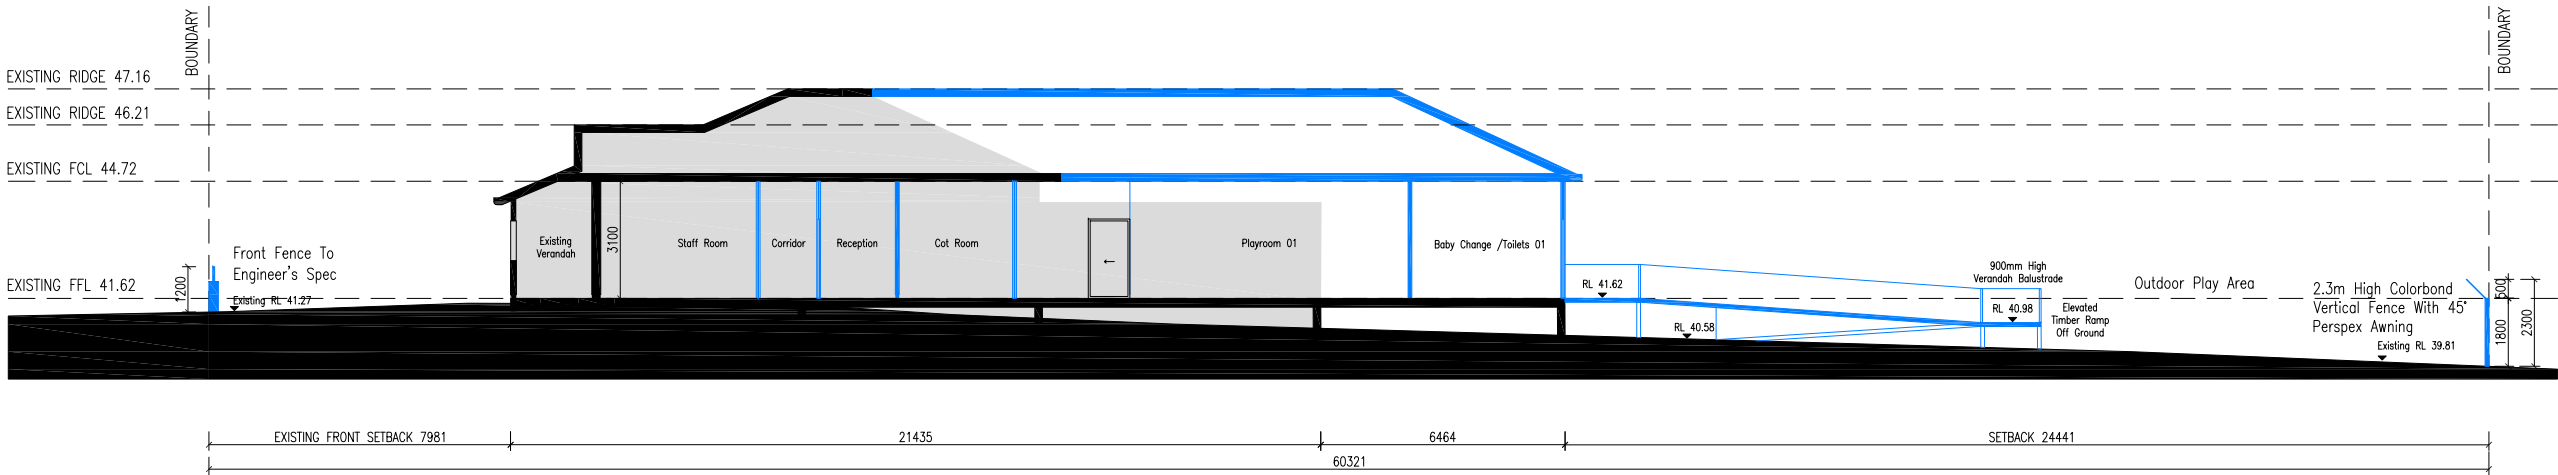 BOUNDARY
BOUNDARY
EXISTING RIDGE 47.16
EXISTING RIDGE 46.21
EXISTING FCL 44.72
EXISTING FFL 41.62
1200
Front Fence To
Engineer's Spec
Existing RL 41.27
Existing
Verandah
3100
Staff Room
Corridor
Reception
Cot Room
←
Playroom 01
Baby Change /Toilets 01
RL 41.62
RL 40.58
900mm High
Verandah Balustrade
RL 40.98
Elevated
Timber Ramp
Off Ground
Outdoor Play Area
2.3m High Colorbond
Vertical Fence With 45°
Perspex Awning
Existing RL 39.81
500
1800
2300
EXISTING FRONT SETBACK 7981
21435
6464
SETBACK 24441
60321